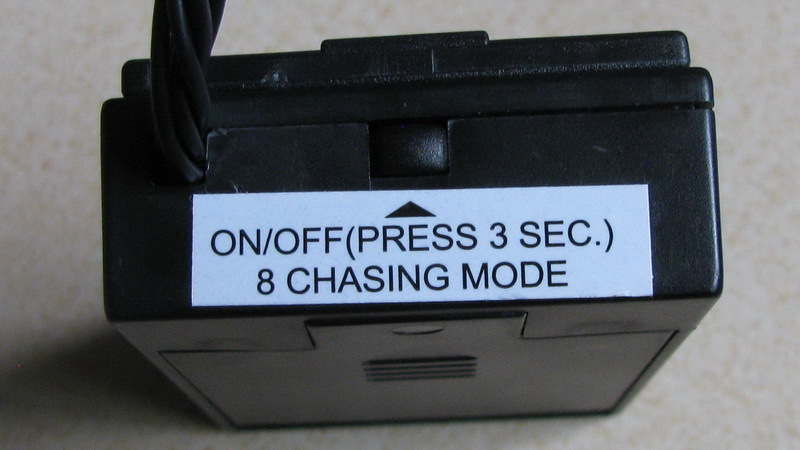 ON/OFF(PRESS 3 SEC.)
8 CHASING MODE